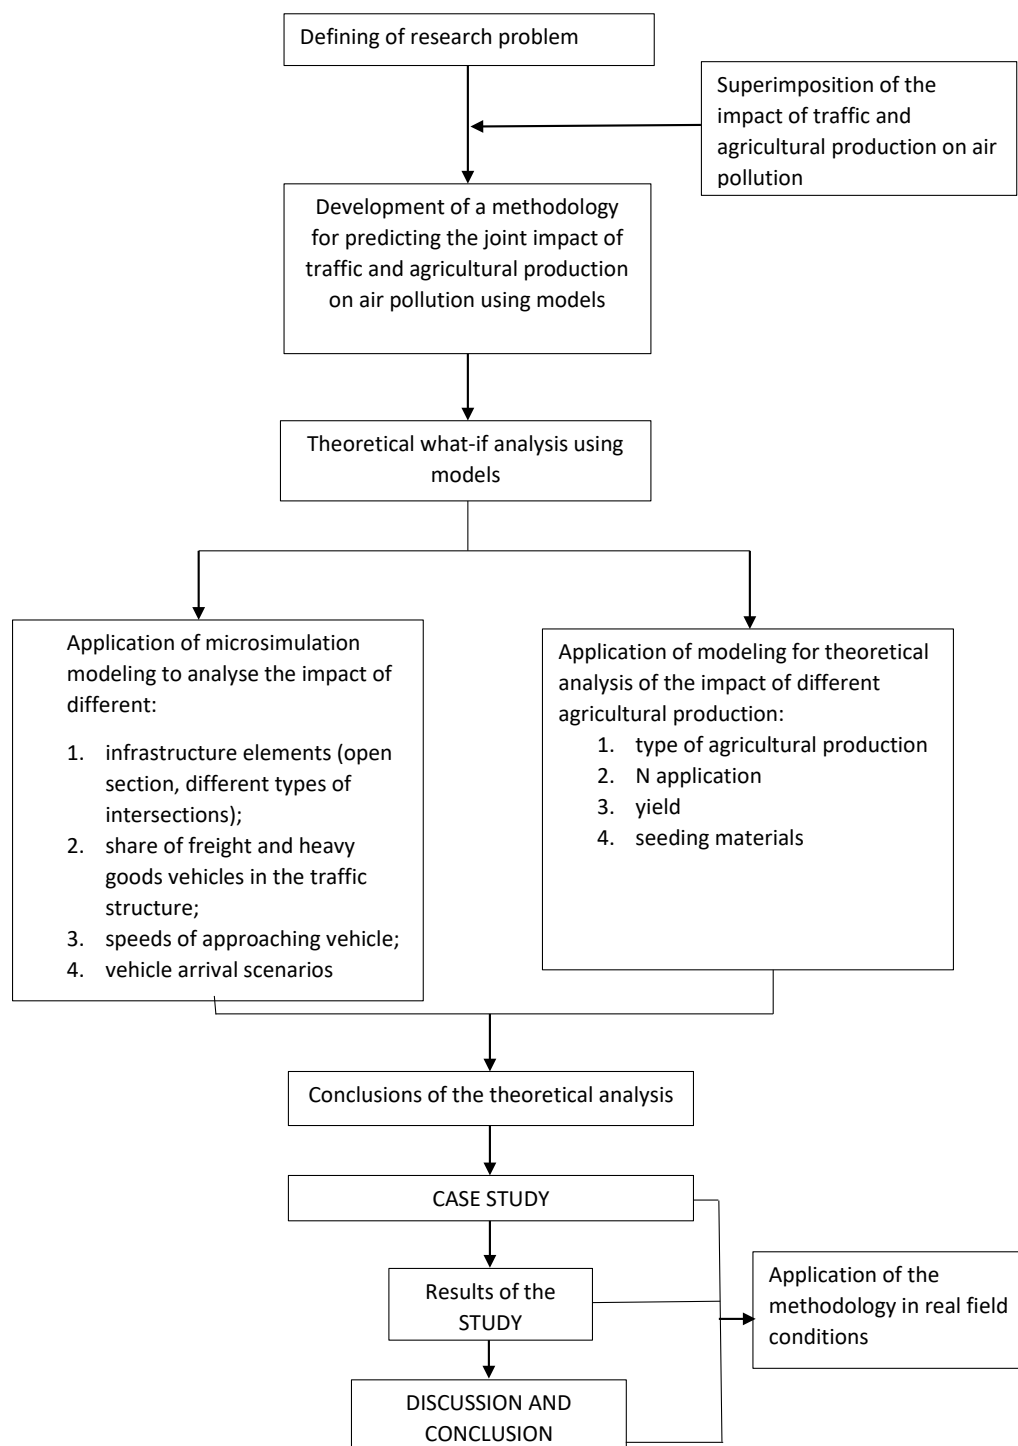 Defining of research problem
Superimposition of the
impact of traffic and
agricultural production on air
pollution
Development of a methodology
for predicting the joint impact of
traffic and agricultural production
on air pollution using models
Theoretical what-if analysis using
models
Application of microsimulation
modeling to analyse the impact of
different:
1. infrastructure elements (open
section, different types of
intersections);
2. share of freight and heavy
goods vehicles in the traffic
structure;
3. speeds of approaching vehicle;
4. vehicle arrival scenarios
Application of modeling for theoretical
analysis of the impact of different
agricultural production:
1. type of agricultural production
2. N application
3. yield
4. seeding materials
Conclusions of the theoretical analysis
CASE STUDY
Results of the
STUDY
Application of the
methodology in real field
conditions
DISCUSSION AND
CONCLUSION